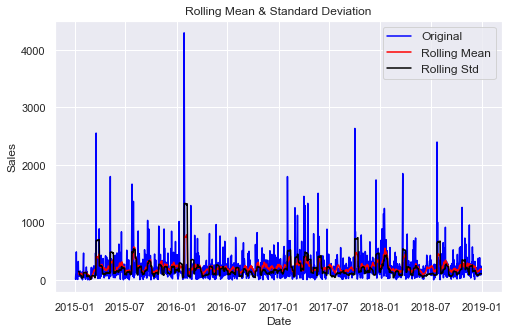 Rolling Mean & Standard Deviation
Original
Rolling Mean
Rolling Std
4000
3000
2000
1000
0
Sales
2015-01 2015-07 2016-01 2016-07 2017-01 2017-07 2018-01 2018-07 2019-01
Date